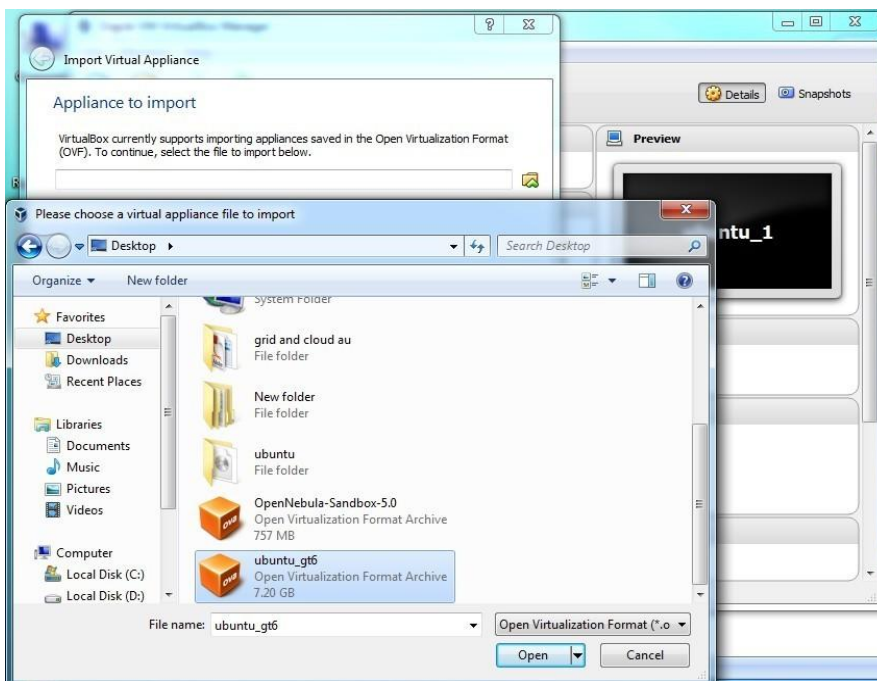 Import Virtual Appliance
Appliance to import
VirtualBox currently supports importing appliances saved in the Open Virtualization Format
(OVF). To continue, select the file to import below.
Details
Snapshots
Preview
ntu_1
Please choose a virtual appliance file to import
Desktop
Search Desktop
Organize
New folder
Favorites
Desktop
Downloads
Recent Places
Libraries
Documents
Music
Pictures
Videos
Computer
Local Disk (C:)
Local Disk (D:)
System Folder
grid and cloud au
File folder
New folder
File folder
ubuntu
File folder
OpenNebula-Sandbox-5.0
Open Virtualization Format Archive
757 MB
ubuntu_gt6
Open Virtualization Format Archive
7.20 GB
File name: ubuntu_gt6
Open Virtualization Format (*.o
Open
Cancel